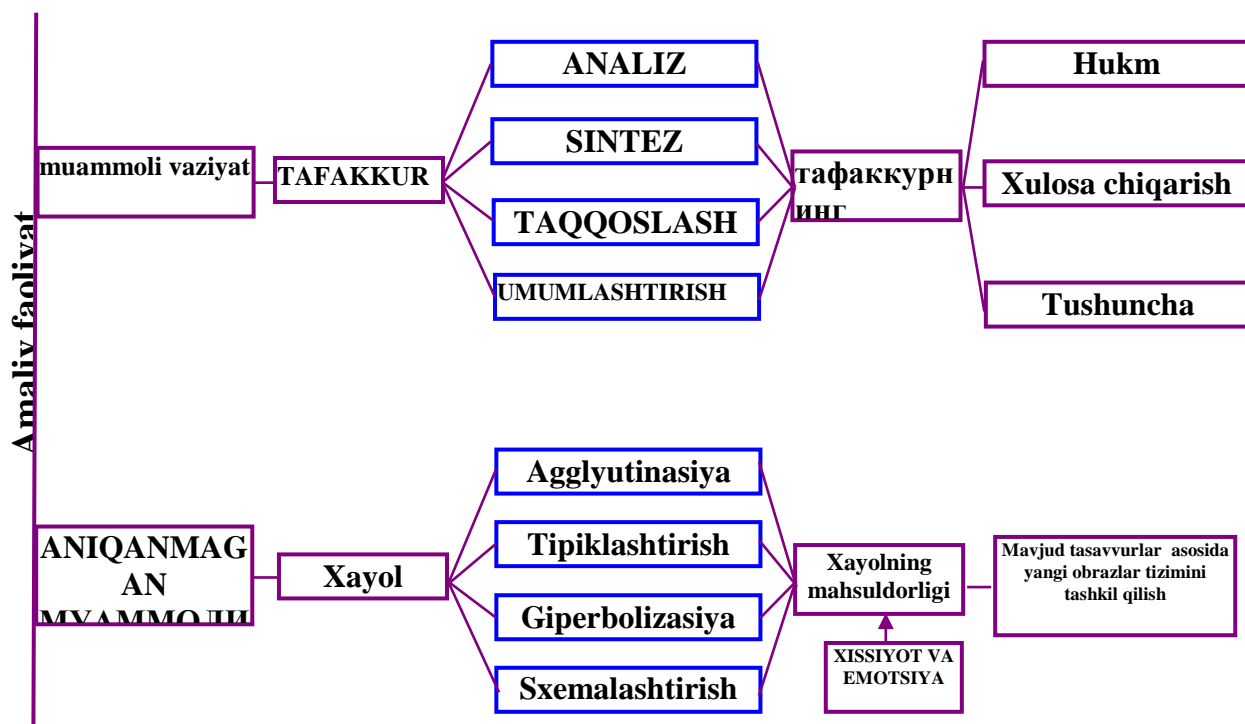 Amaliy faoliyat
muammoli vaziyat
TAFAKKUR
ANALIZ
SINTEZ
TAQQOSLASH
UMUMLASHTIRISH
тафаккурн
инг
Hukm
Xulosa chiqarish
Tushuncha
ANIQANMAG
AN
МУАММОЛИ
Xayol
Agglyutinasiya
Tipiklashtirish
Giperbolizasiya
Sxemalashtirish
Xayolning
mahsuldorligi
XISSIYOT VA
EMOTSIYA
Mavjud tasavvurlar asosida
yangi obrazlar tizimini
tashkil qilish